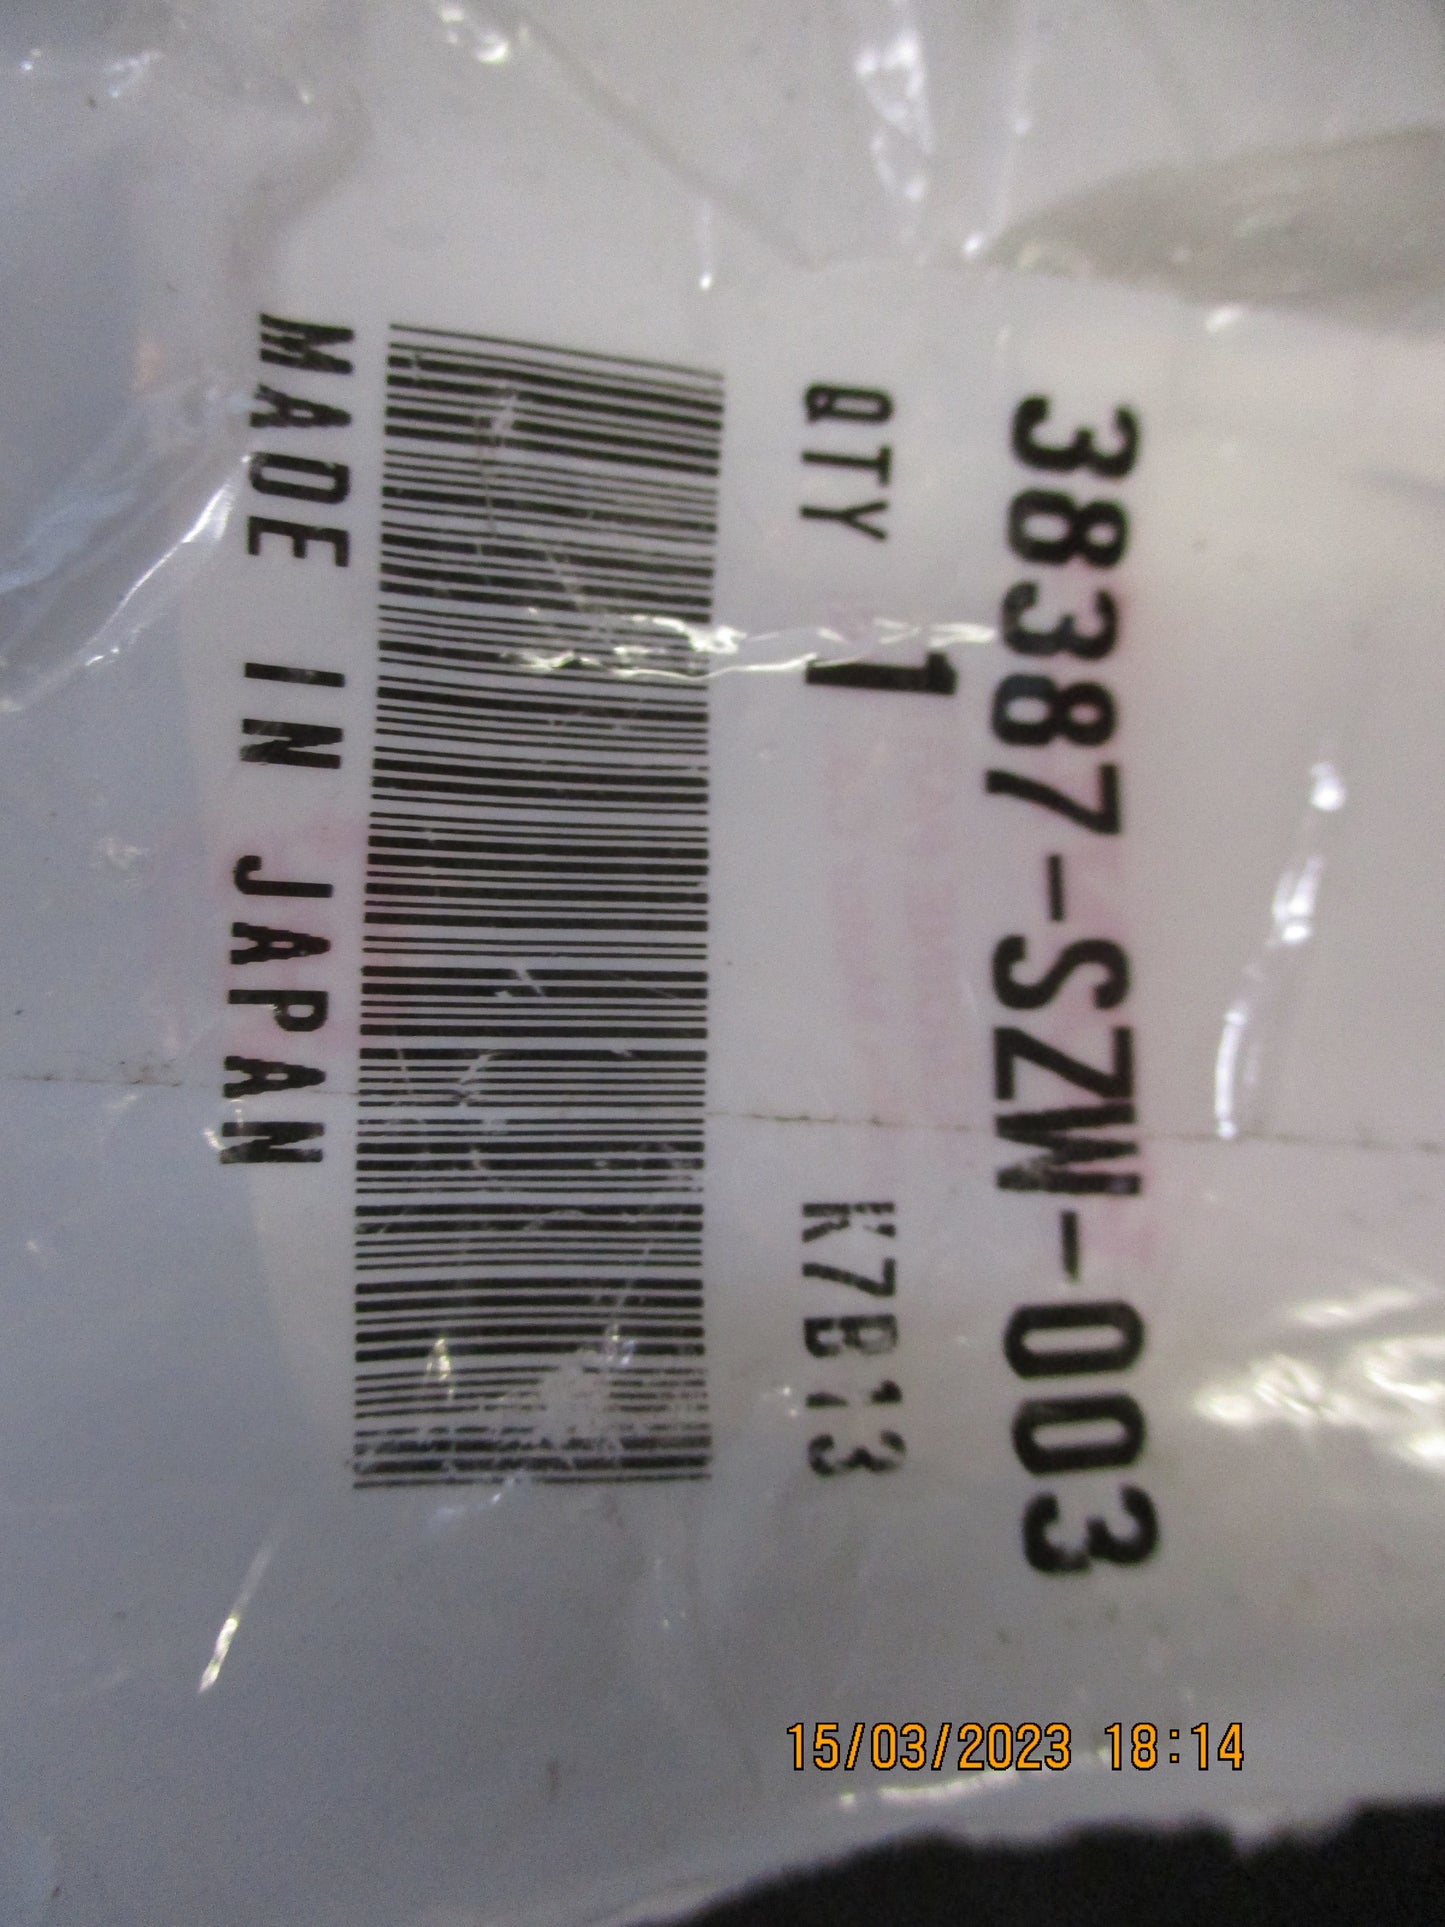 38387-SZW-003
QTY 1 K7B13
MADE IN JAPAN
15/03/2023 18:14